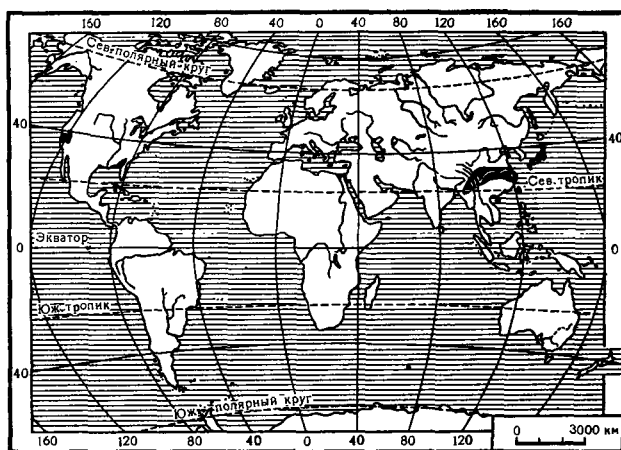 160 120 80 40 0 40 80 120 160 160
Сев. полярный круг
40 40
Сев. тропик
Экватор
0 0
Юж. тропик
40
Юж. полярный круг
160 120 80 40 0 40 80 120
0 3000 км